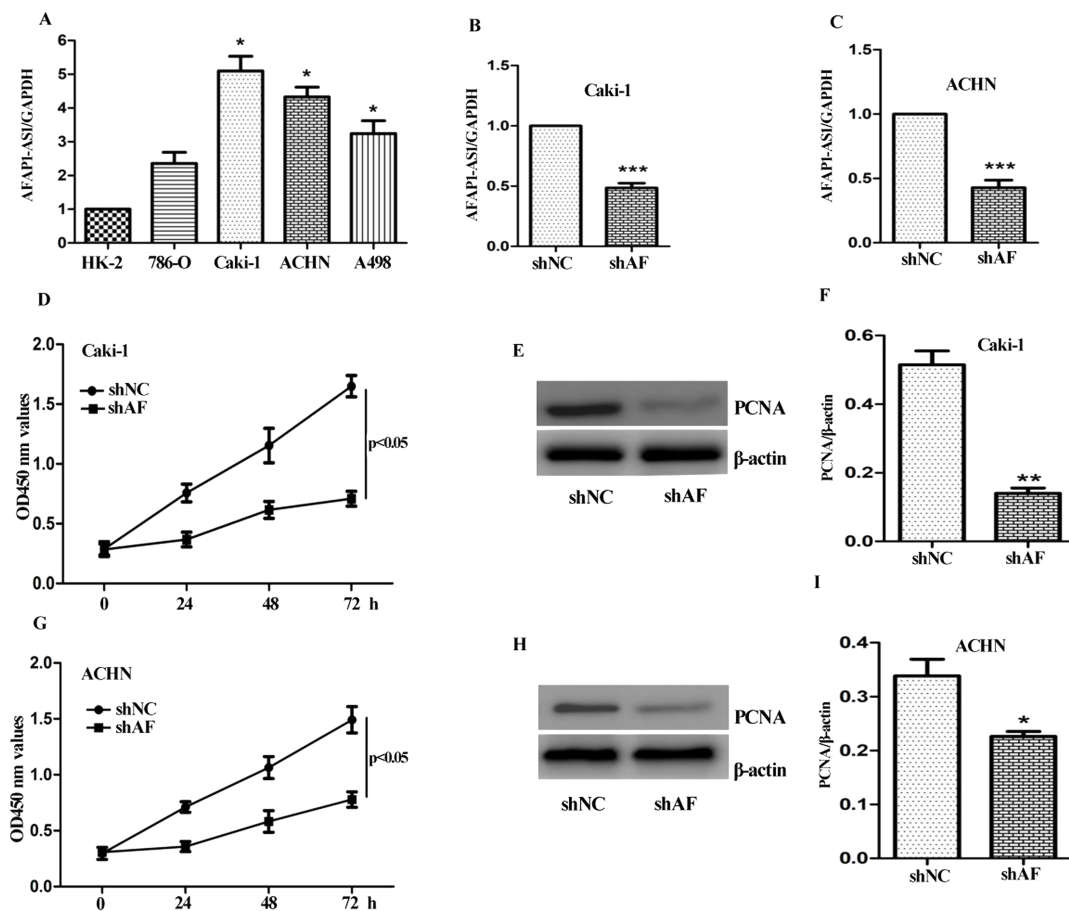 A
AFAP1-AS1/GAPDH
6
5
4
3
2
1
0
*
*
*
HK-2 786-O Caki-1 ACHN A498
B
AFAP1-AS1/GAPDH
Caki-1
1.5
1.0
0.5
0.0
***
shNC shAF
C
AFAP1-AS1/GAPDH
ACHN
1.5
1.0
0.5
0.0
***
shNC shAF
D
OD450 nm values
Caki-1
shNC
shAF
2.0
1.5
1.0
0.5
0.0
p<0.05
0 24 48 72 h
E
PCNA
β-actin
shNC shAF
F
PCNA/β-actin
Caki-1
0.6
0.4
0.2
0.0
**
shNC shAF
G
OD450 nm values
ACHN
shNC
shAF
2.0
1.5
1.0
0.5
0.0
p<0.05
0 24 48 72 h
H
PCNA
β-actin
shNC shAF
I
PCNA/β-actin
ACHN
0.4
0.3
0.2
0.1
0.0
*
shNC shAF